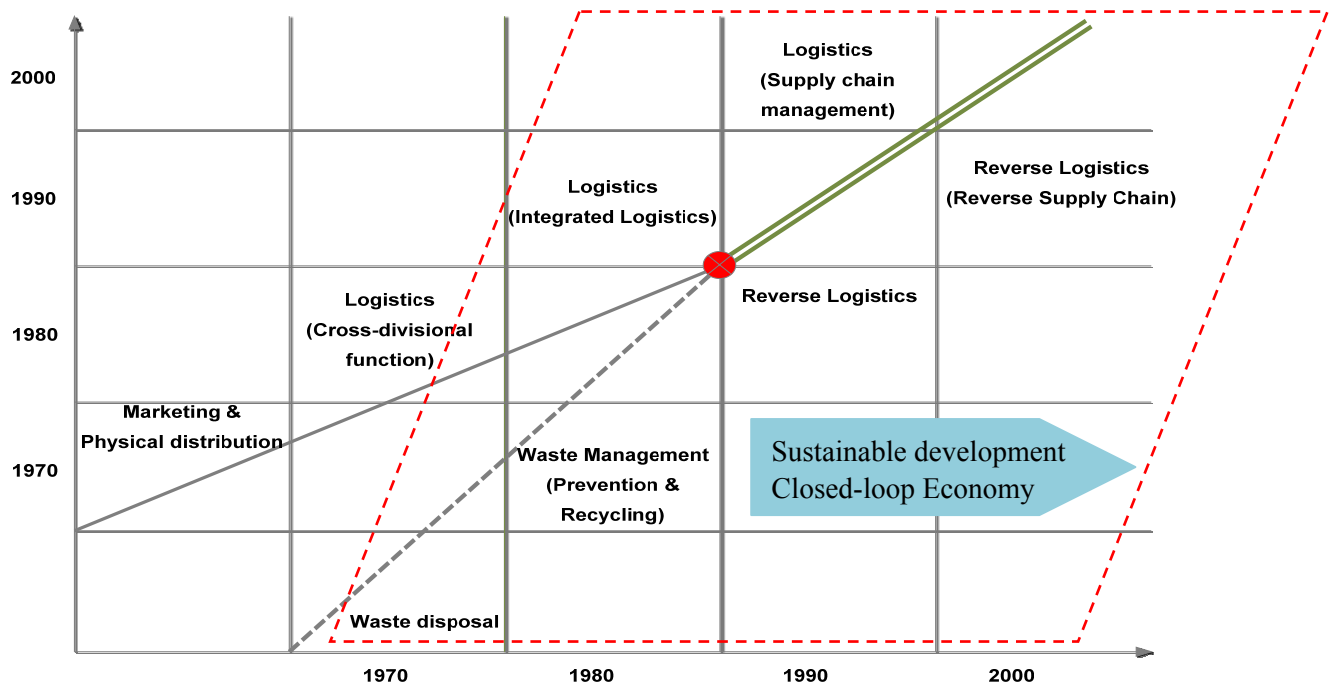 2000
Logistics
(Supply chain
management)
1990
Logistics
(Integrated Logistics)
Reverse Logistics
(Reverse Supply Chain)
1980
Logistics
(Cross-divisional
function)
Reverse Logistics
1970
Marketing &
Physical distribution
Waste Management
(Prevention &
Recycling)
Sustainable development
Closed-loop Economy
Waste disposal
1970
1980
1990
2000